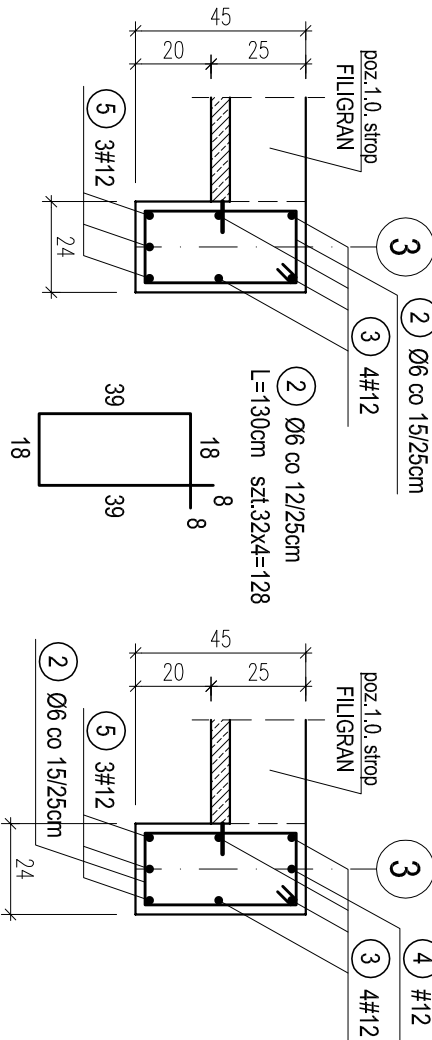 45
20
25
poz.1.0. strop
FILIGRAN
5 3#12
24
3
2 Ø6 co 15/25cm
3 4#12
2 Ø6 co 12/25cm
L=130cm szt.32x4=128
39
18
18
39
8
8
45
20
25
poz.1.0. strop
FILIGRAN
2 Ø6 co 15/25cm
5 3#12
24
3
4 #12
3 4#12